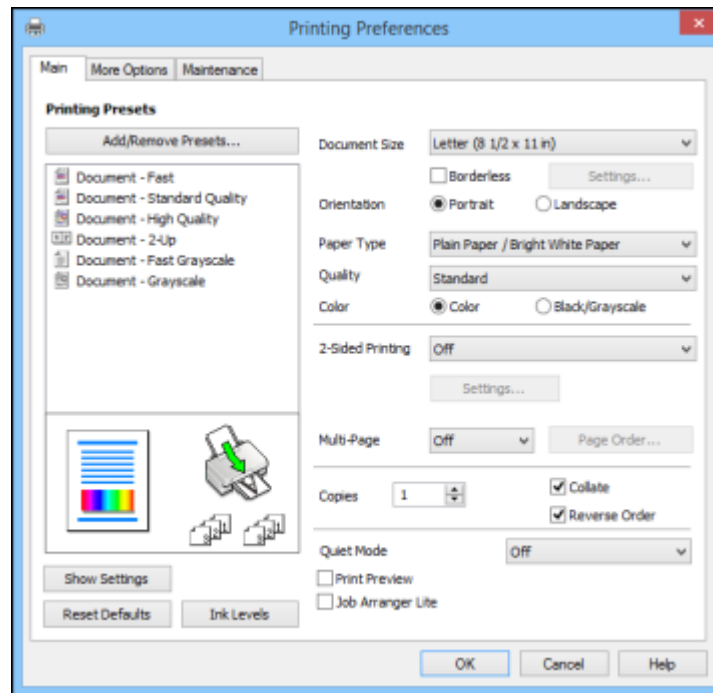 Printing Preferences
Main More Options Maintenance
Printing Presets
Add/Remove Presets...
Document - Fast
Document - Standard Quality
Document - High Quality
Document - 2-Up
Document - Fast Grayscale
Document - Grayscale
Document Size Letter (8 1/2 x 11 in)
Borderless Settings...
Orientation Portrait Landscape
Paper Type Plain Paper / Bright White Paper
Quality Standard
Color Color Black/Grayscale
2-Sided Printing Off
Settings...
Multi-Page Off Page Order...
Copies 1 Collate
Reverse Order
Quiet Mode Off
Print Preview
Job Arranger Lite
Show Settings
Reset Defaults Ink Levels
OK Cancel Help